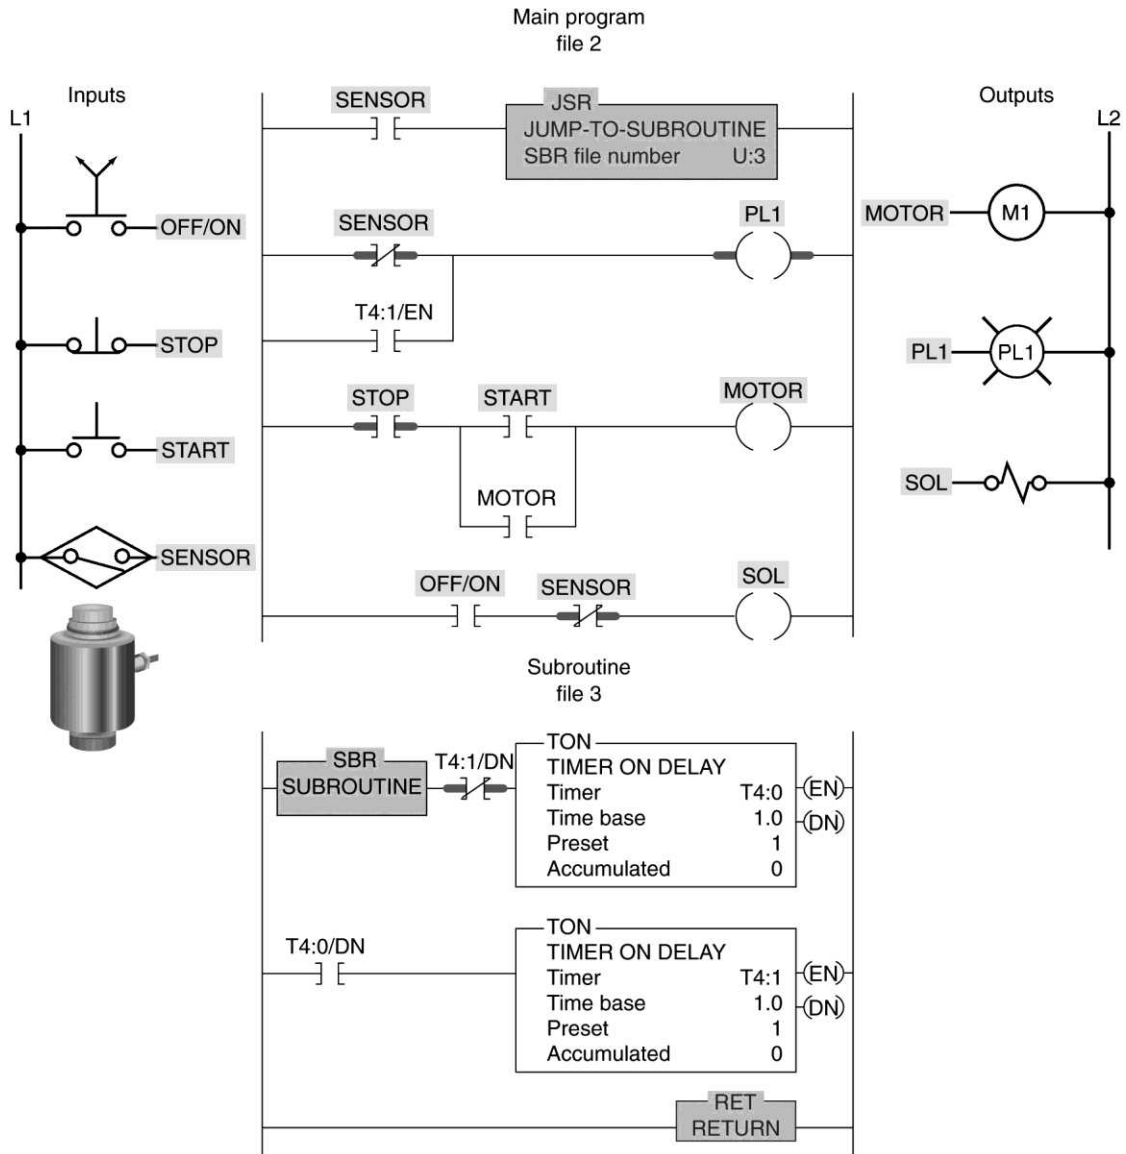 Main program
file 2
Inputs
L1
OFF/ON
STOP
START
SENSOR
SENSOR
JSR
JUMP-TO-SUBROUTINE
SBR file number U:3
SENSOR
PL1
T4:1/EN
STOP
START
MOTOR
MOTOR
OFF/ON
SENSOR
SOL
Outputs
L2
MOTOR
M1
PL1
PL1
SOL
Subroutine
file 3
SBR
SUBROUTINE
T4:1/DN
TON
TIMER ON DELAY
Timer T4:0
Time base 1.0
Preset 1
Accumulated 0
(EN)
(DN)
T4:0/DN
TON
TIMER ON DELAY
Timer T4:1
Time base 1.0
Preset 1
Accumulated 0
(EN)
(DN)
RET
RETURN